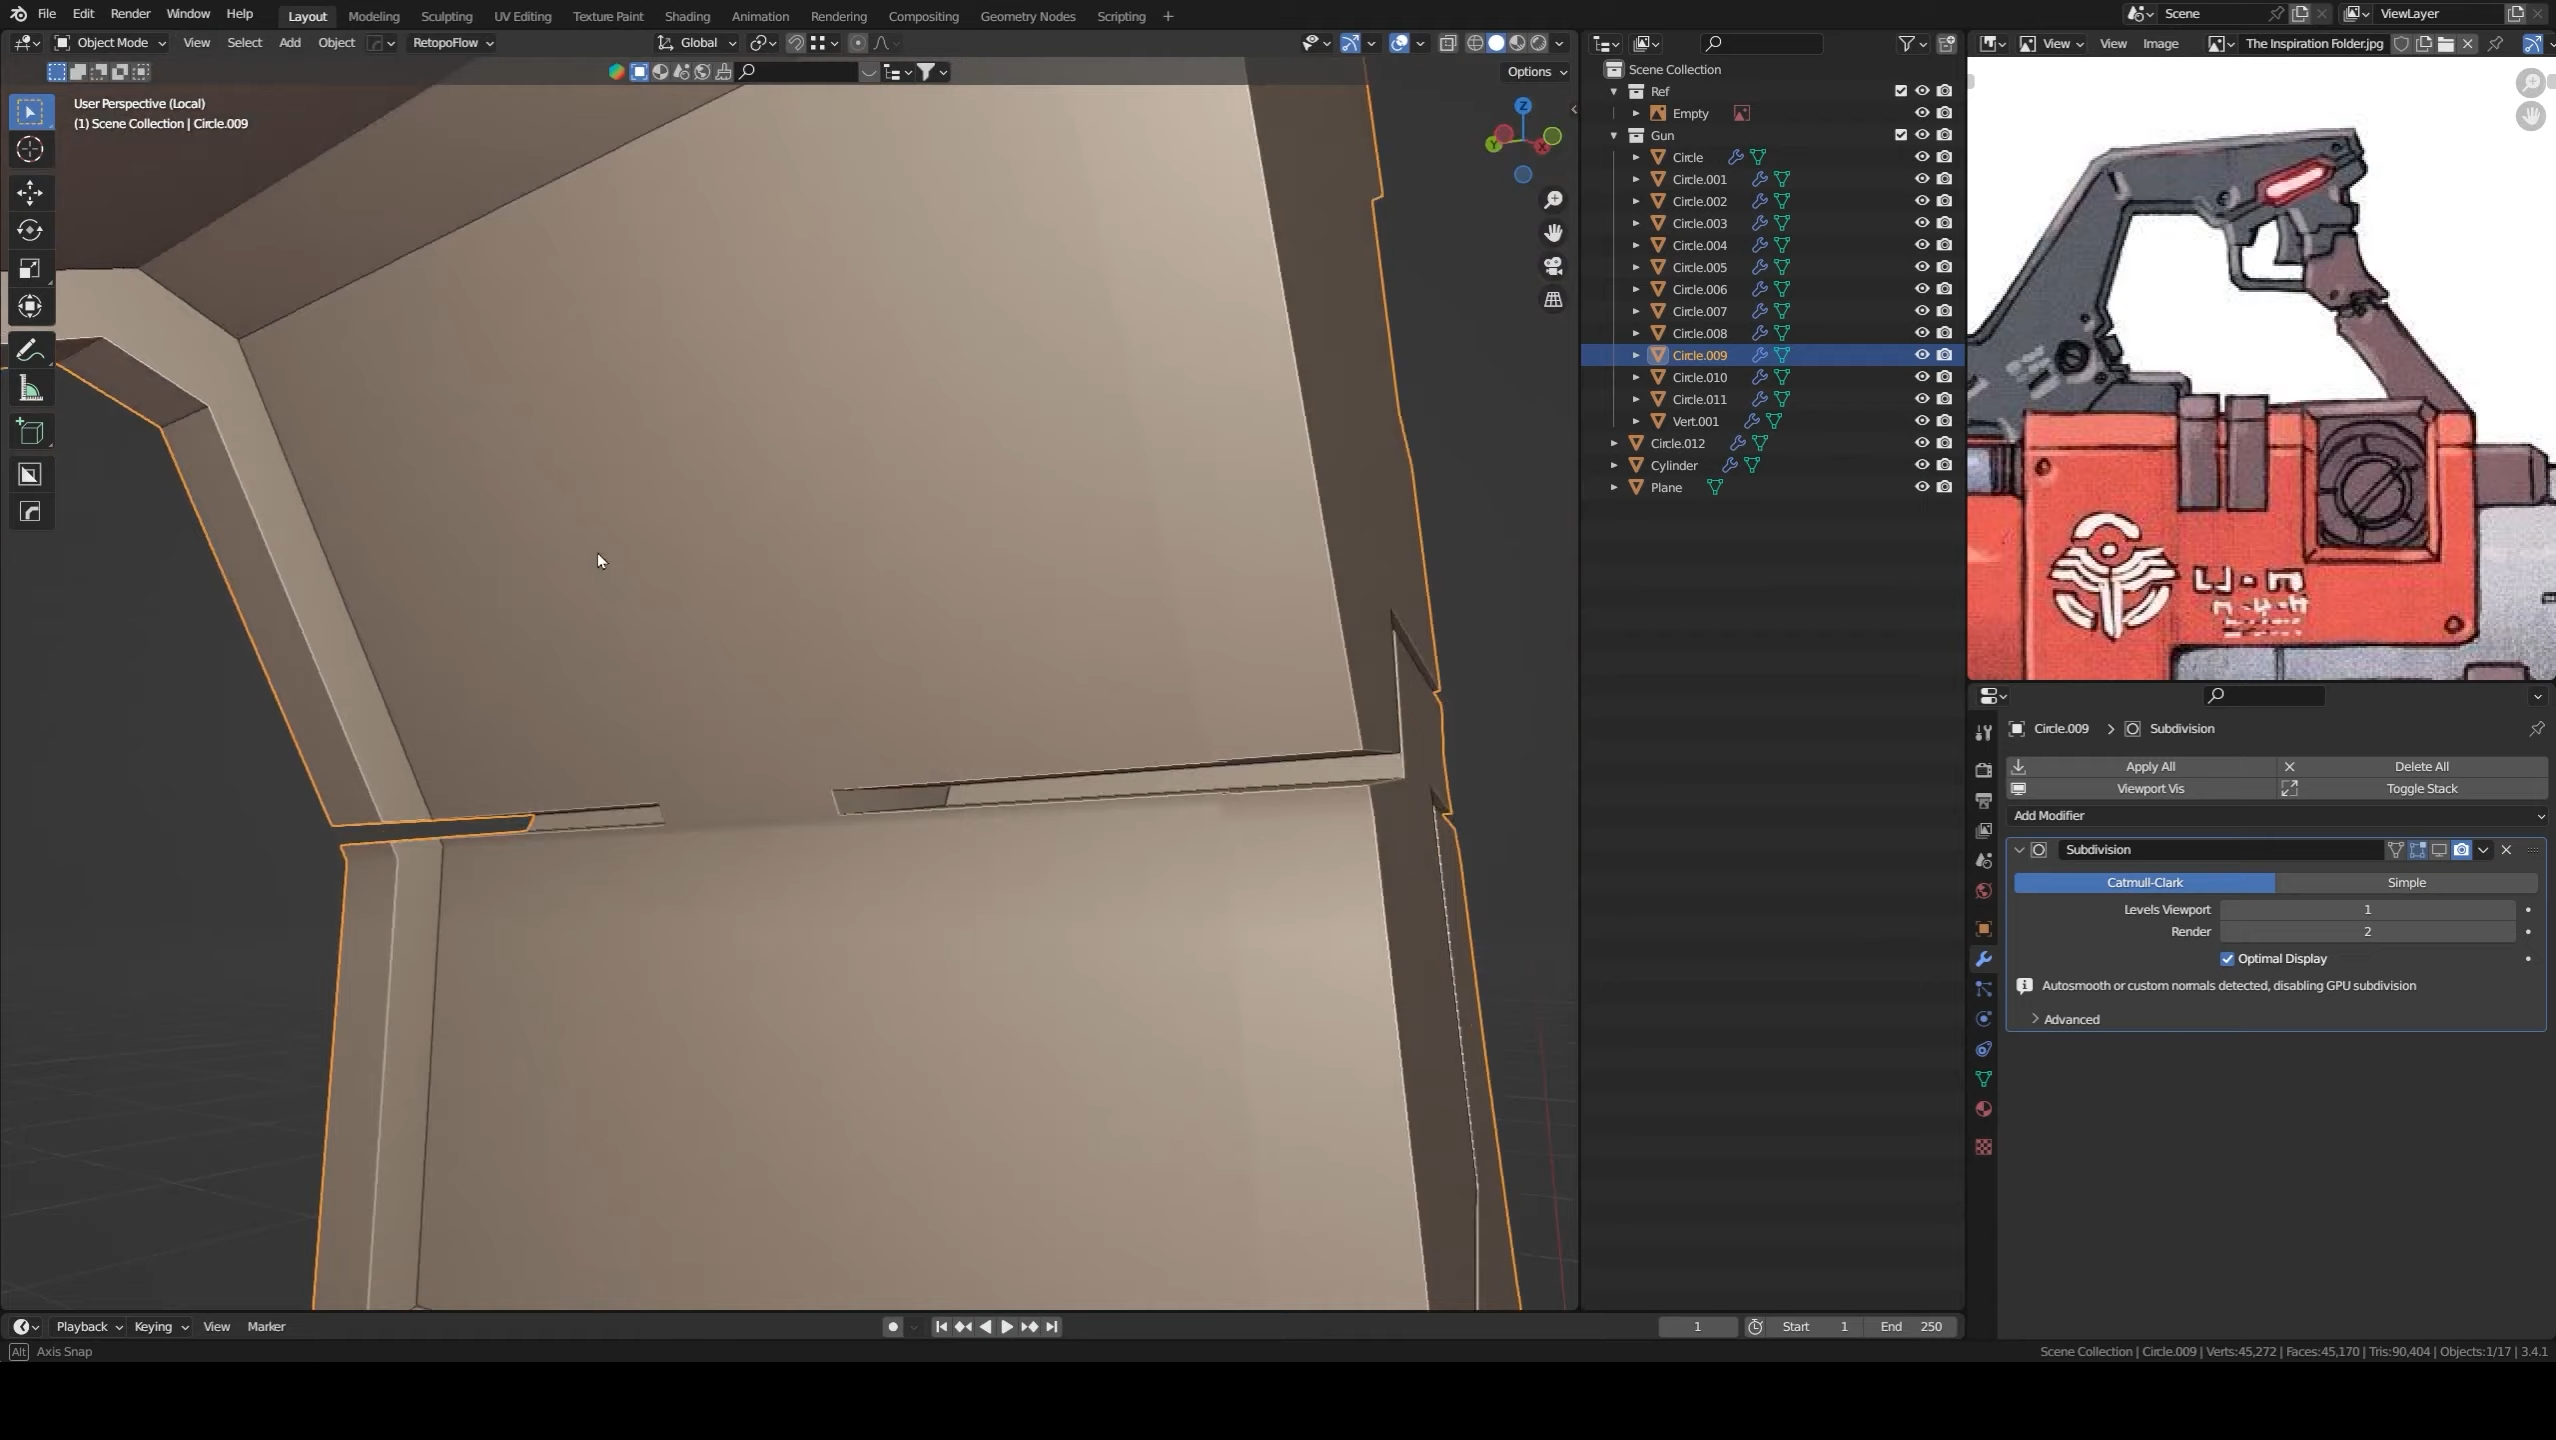 File Edit Render Window Help Layout Modeling Sculpting UV Editing Texture Paint Shading Animation Rendering Compositing Geometry Nodes Scripting + Scene ViewLayer
Object Mode View Select Add Object RetopoFlow Global View View Image The Inspiration Folder.jpg
Options
User Perspective (Local)
(1) Scene Collection | Circle.009
Z
Y
X
Scene Collection
Ref
Empty
Gun
Circle
Circle.001
Circle.002
Circle.003
Circle.004
Circle.005
Circle.006
Circle.007
Circle.008
Circle.009
Circle.010
Circle.011
Vert.001
Circle.012
Cylinder
Plane
Circle.009 > Subdivision
Apply All Delete All
Viewport Vis Toggle Stack
Add Modifier
Subdivision
Catmull-Clark Simple
Levels Viewport 1
Render 2
Optimal Display
Autosmooth or custom normals detected, disabling GPU subdivision
Advanced
Playback Keying View Marker 1 Start 1 End 250
Alt Axis Snap
Scene Collection | Circle.009 | Verts:45,272 | Faces:45,170 | Tris:90,404 | Objects:1/17 | 3.4.1